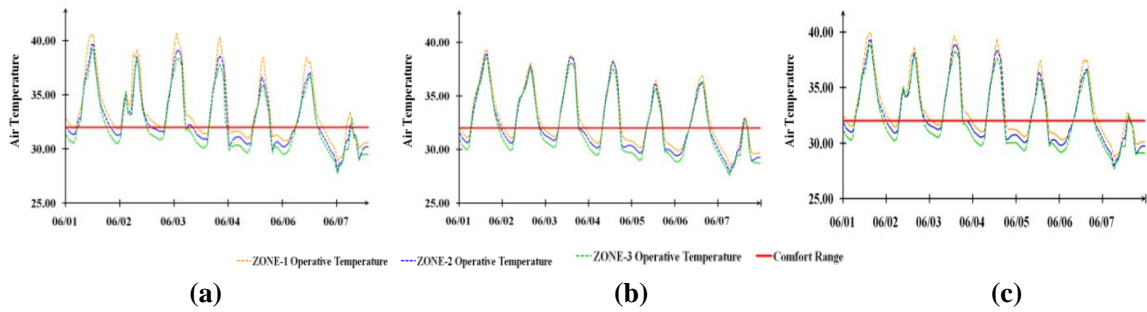 (a)
Air Temperature
40.00
35.00
30.00
25.00
06/01 06/02 06/03 06/04 06/06 06/07
(b)
Air Temperature
40.00
35.00
30.00
25.00
06/01 06/02 06/03 06/04 06/05 06/06 06/07
(c)
Air Temperature
40.00
35.00
30.00
25.00
06/01 06/02 06/03 06/04 06/05 06/06 06/07
ZONE-1 Operative Temperature ZONE-2 Operative Temperature ZONE-3 Operative Temperature Comfort Range